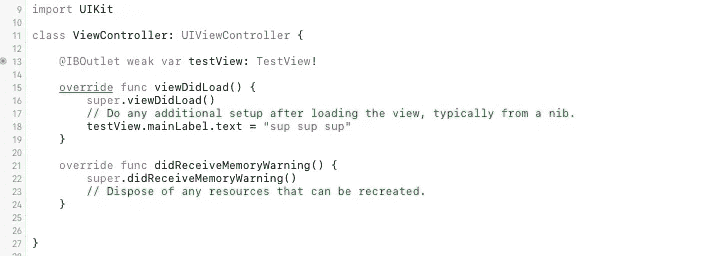 9 import UIKit
10
11 class ViewController: UIViewController {
12
13     @IBOutlet weak var testView: TestView!
14
15     override func viewDidLoad() {
16         super.viewDidLoad()
17         // Do any additional setup after loading the view, typically from a nib.
18         testView.mainLabel.text = "sup sup sup"
19     }
20
21     override func didReceiveMemoryWarning() {
22         super.didReceiveMemoryWarning()
23         // Dispose of any resources that can be recreated.
24     }
25
26
27 }